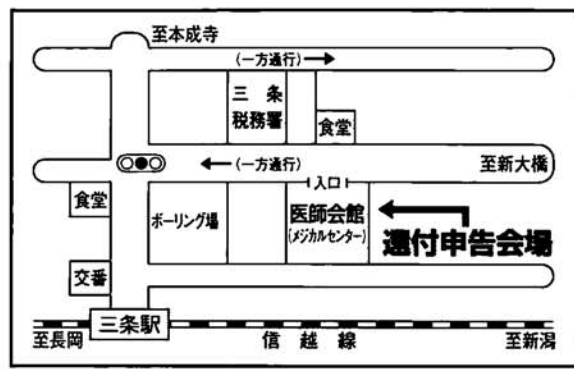 至本成寺
(一方通行)
三条
税務署
食堂
(一方通行)
至新大橋
入口
食堂
ボーリング場
医師会館
(メジカルセンター)
還付申告会場
交番
三条駅
至長岡
信越線
至新潟